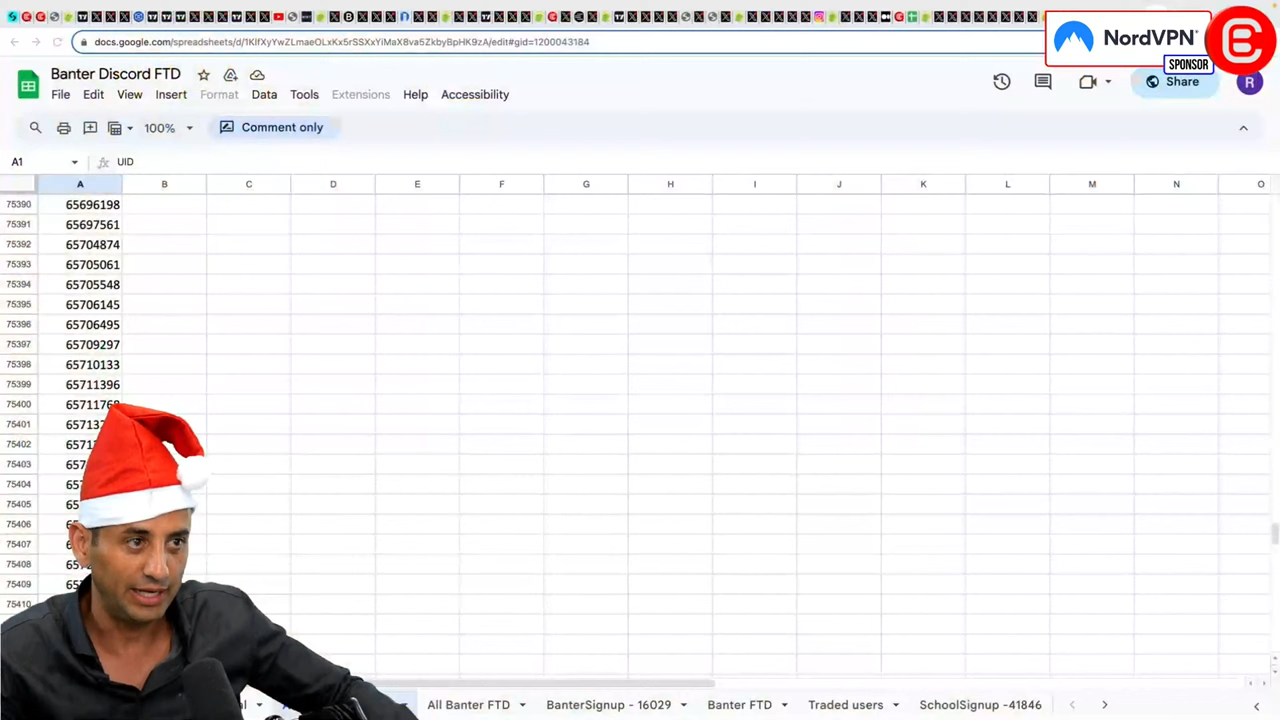 docs.google.com/spreadsheets/d/1KlfXyYwZLmaeOLxKx5rSSXxYiMaX8va5ZkbyBpHK9zA/edit#gid=1200043184
NordVPN®
SPONSOR
Banter Discord FTD
File Edit View Insert Format Data Tools Extensions Help Accessibility
Share
R
100%
Comment only
A1
fx UID
A B C D E F G H I J K L M N O
75390 65696198
75391 65697561
75392 65704874
75393 65705061
75394 65705548
75395 65706145
75396 65706495
75397 65709297
75398 65710133
75399 65711396
75400 65711768
75401
75402
75403
75404
75405
75406
75407
75408
75409
75410
All Banter FTD
BanterSignup - 16029
Banter FTD
Traded users
SchoolSignup -41846